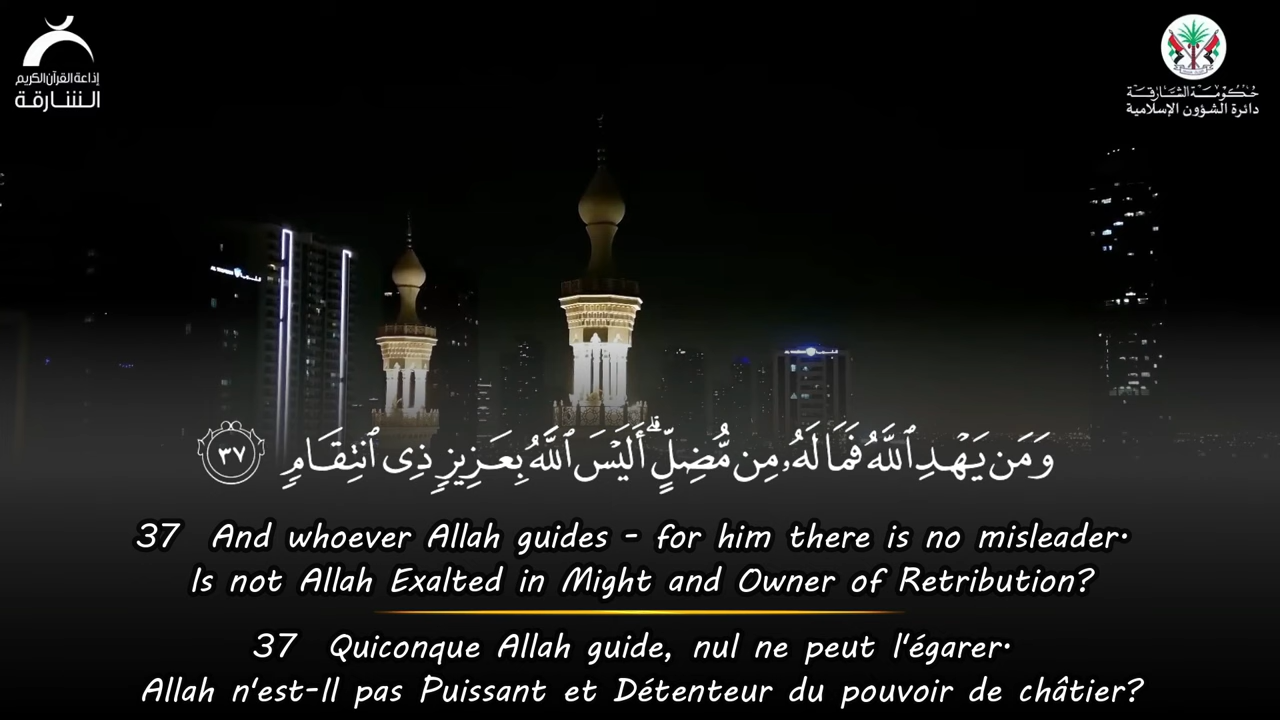 إذاعة القرآن الكريم
الشارقة
حكومة الشارقة
دائرة الشؤون الإسلامية
وَمَن يَهْدِ ٱللَّهُ فَمَا لَهُۥ مِن مُّضِلٍّ ۗ أَلَيْسَ ٱللَّهُ بِعَزِيزٍ ذِى ٱنتِقَامٍ ٣٧
37 And whoever Allah guides - for him there is no misleader.
Is not Allah Exalted in Might and Owner of Retribution?
37 Quiconque Allah guide, nul ne peut l'égarer.
Allah n'est-Il pas Puissant et Détenteur du pouvoir de châtier?